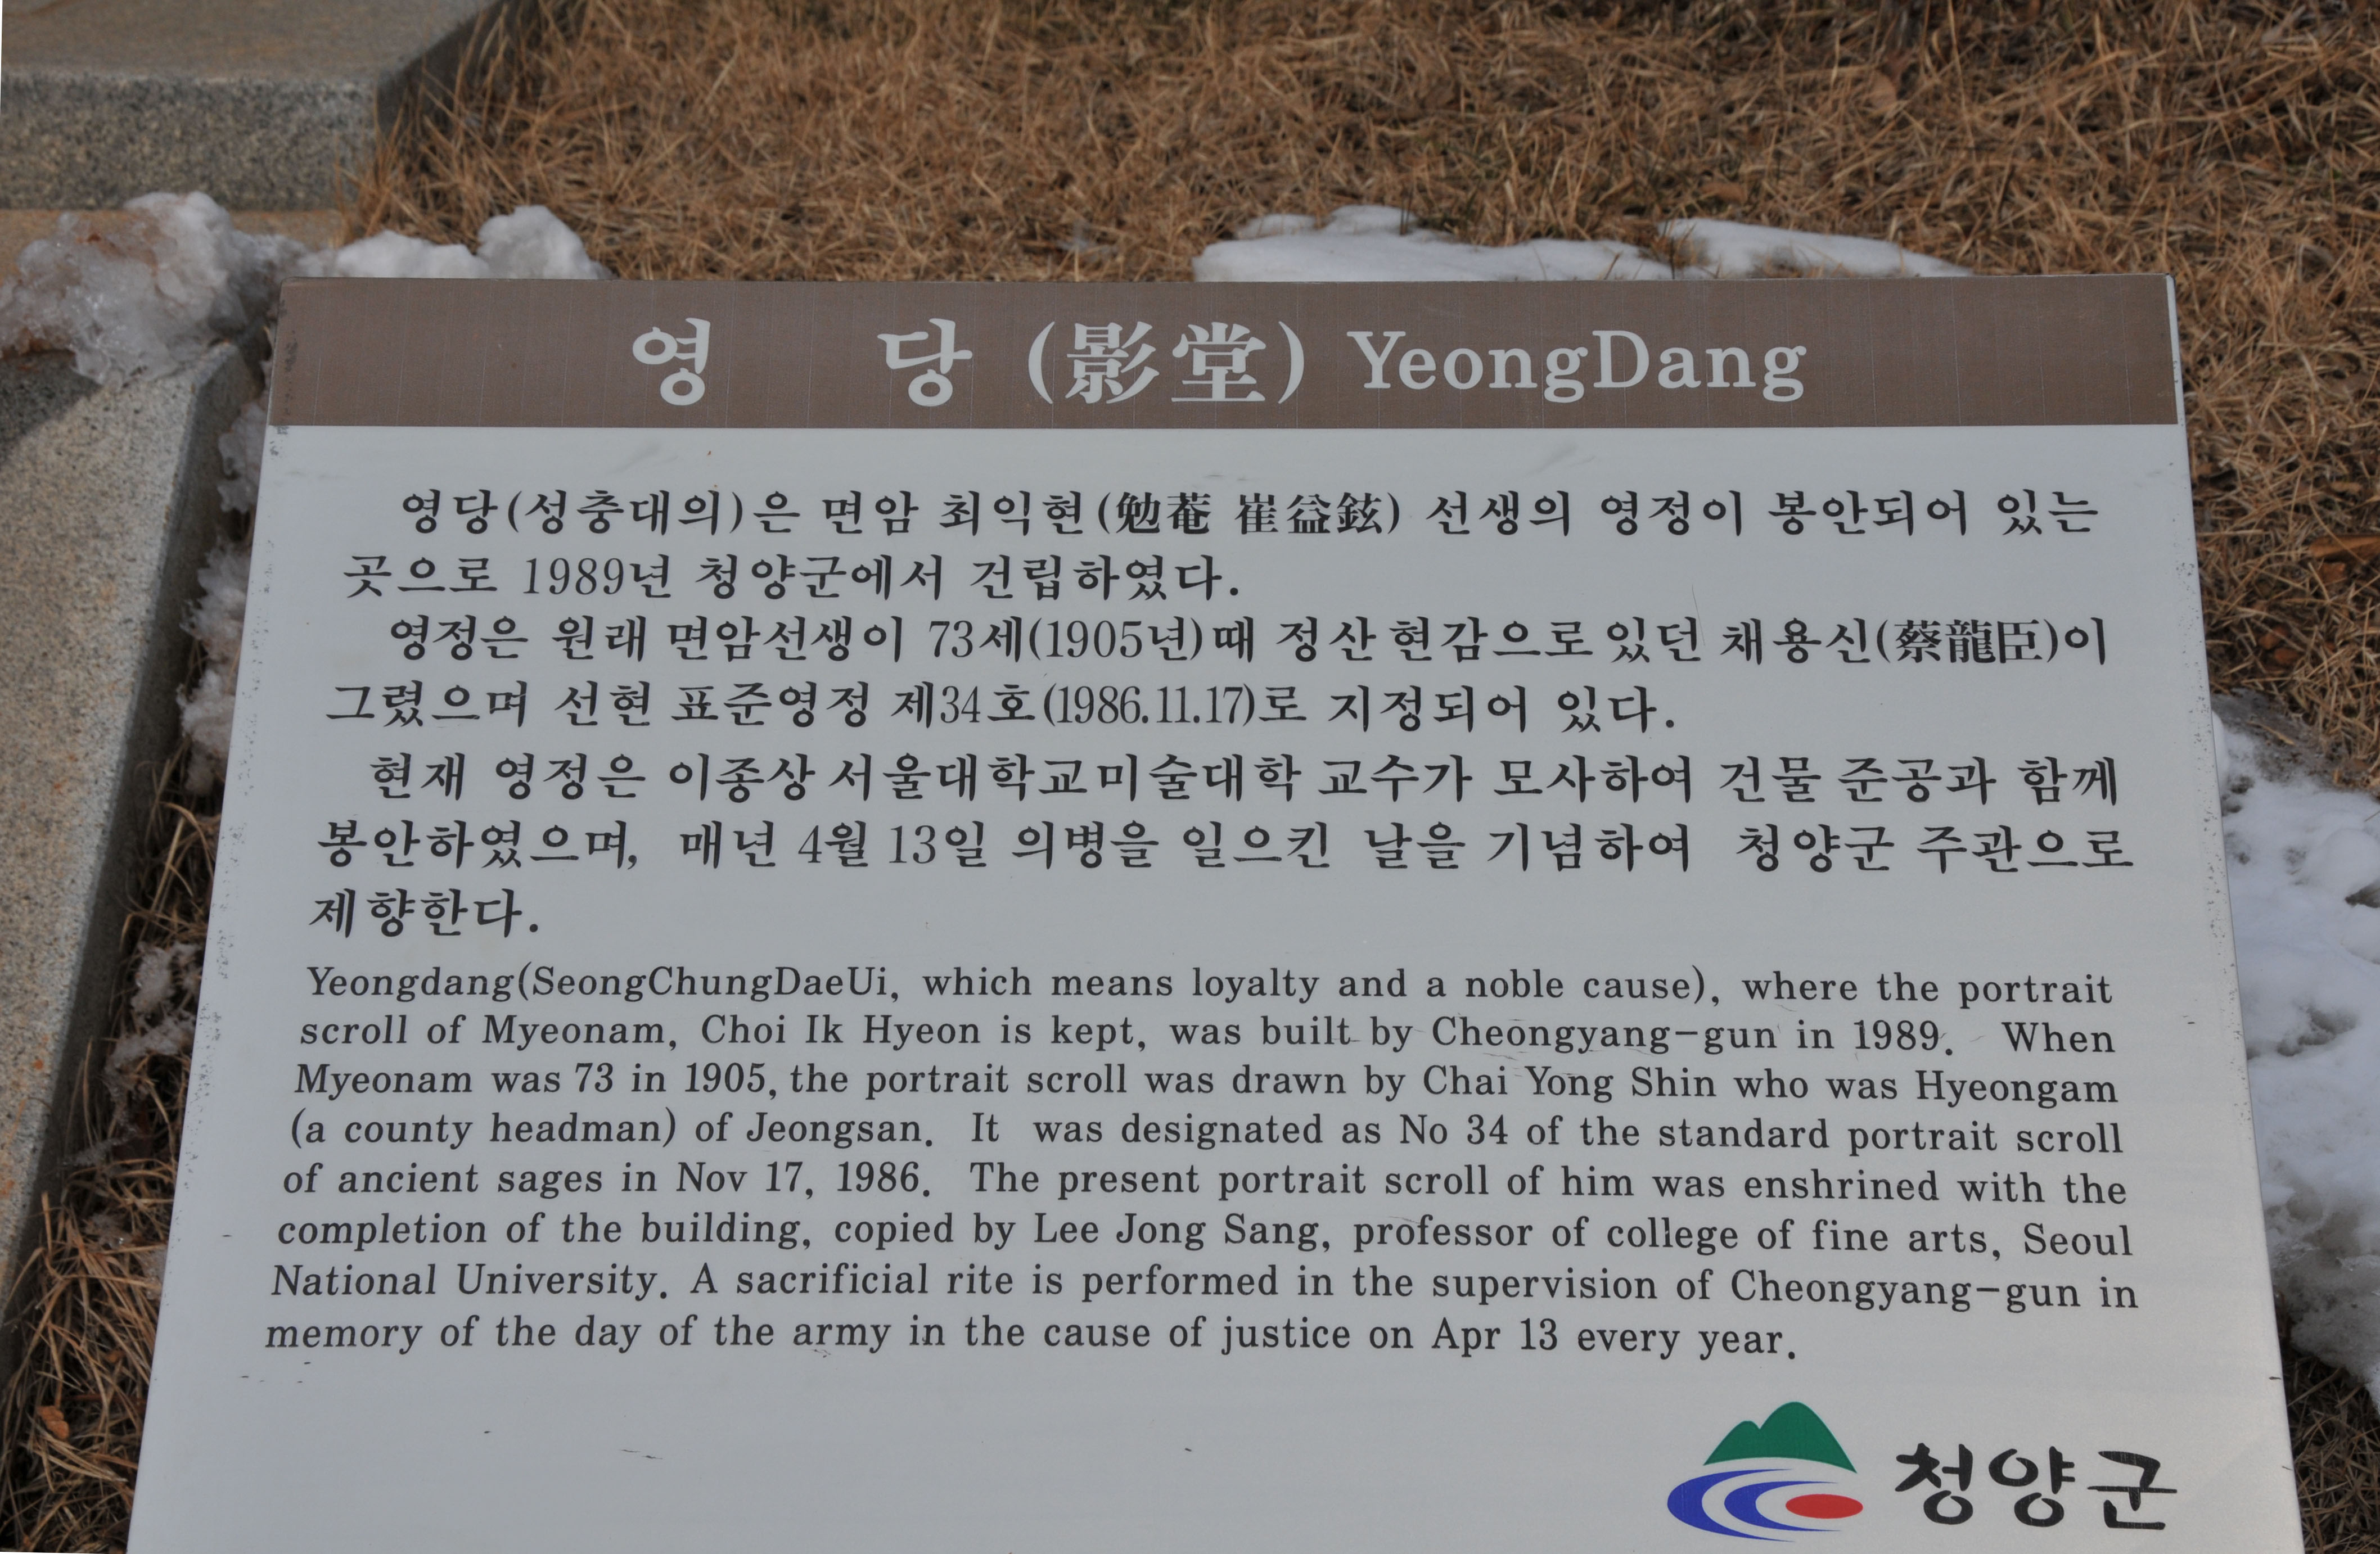 영 당 (影堂) YeongDang
영당(성충대의)은 면암 최익현(勉菴 崔益鉉) 선생의 영정이 봉안되어 있는
곳으로 1989년 청양군에서 건립하였다.
영정은 원래 면암선생이 73세(1905년)때 정산 현감으로 있던 채용신(蔡龍臣)이
그렸으며 선현 표준영정 제34호(1986.11.17)로 지정되어 있다.
현재 영정은 이종상 서울대학교미술대학 교수가 모사하여 건물 준공과 함께
봉안하였으며, 매년 4월 13일 의병을 일으킨 날을 기념하여 청양군 주관으로
제향한다.
Yeongdang(SeongChungDaeUi, which means loyalty and a noble cause), where the portrait
scroll of Myeonam, Choi Ik Hyeon is kept, was built by Cheongyang-gun in 1989. When
Myeonam was 73 in 1905, the portrait scroll was drawn by Chai Yong Shin who was Hyeongam
(a county headman) of Jeongsan. It was designated as No 34 of the standard portrait scroll
of ancient sages in Nov 17, 1986. The present portrait scroll of him was enshrined with the
completion of the building, copied by Lee Jong Sang, professor of college of fine arts, Seoul
National University. A sacrificial rite is performed in the supervision of Cheongyang-gun in
memory of the day of the army in the cause of justice on Apr 13 every year.
청양군